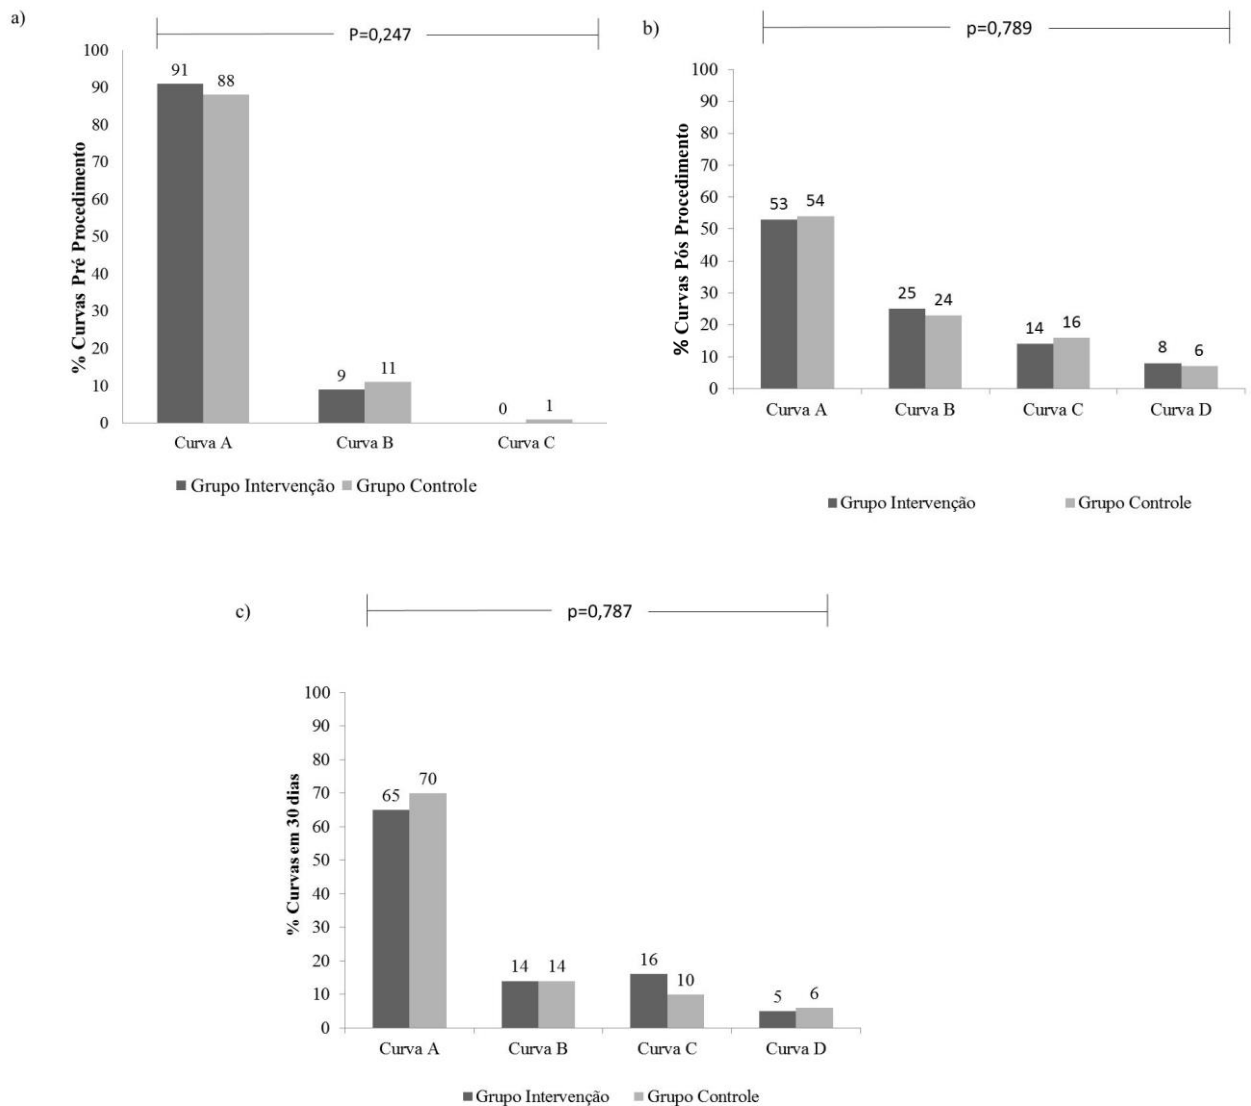 a)
P=0,247
% Curvas Pré Procedimento
100
90
80
70
60
50
40
30
20
10
0
91
88
9
11
0
1
Curva A
Curva B
Curva C
Grupo Intervenção
Grupo Controle
b)
p=0,789
% Curvas Pós Procedimento
100
90
80
70
60
50
40
30
20
10
0
53
54
25
24
14
16
8
6
Curva A
Curva B
Curva C
Curva D
Grupo Intervenção
Grupo Controle
c)
p=0,787
% Curvas em 30 dias
100
90
80
70
60
50
40
30
20
10
0
65
70
14
14
16
10
5
6
Curva A
Curva B
Curva C
Curva D
Grupo Intervenção
Grupo Controle